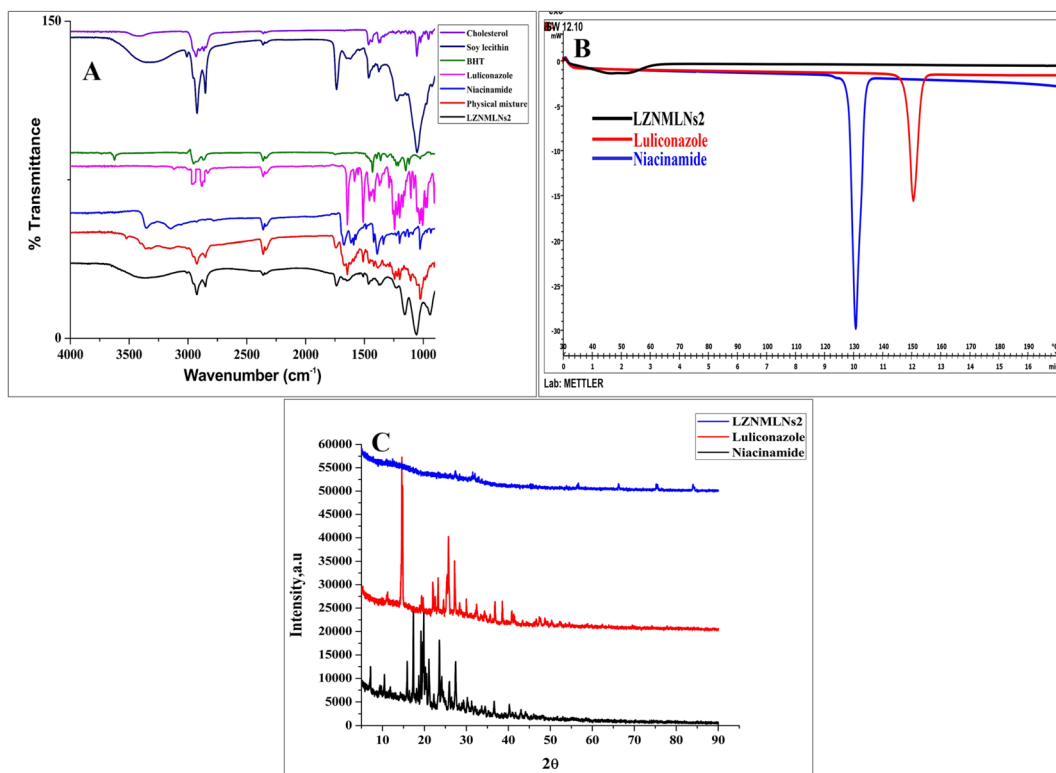 150
% Transmittance
0
A
Cholesterol
Soy lecithin
BHT
Luliconazole
Niacinamide
Physical mixture
LZNMLNs2
4000 3500 3000 2500 2000 1500 1000
Wavenumber (cm-1)
SW 12.10
mW
B
0
-5
-10
-15
-20
-25
-30
LZNMLNs2
Luliconazole
Niacinamide
30 40 50 60 70 80 90 100 110 120 130 140 150 160 170 180 190
0 1 2 3 4 5 6 7 8 9 10 11 12 13 14 15 16
Lab: METTLER
C
LZNMLNs2
Luliconazole
Niacinamide
60000
55000
50000
45000
40000
35000
30000
25000
20000
15000
10000
5000
0
Intensity,a.u
10 20 30 40 50 60 70 80 90
2θ